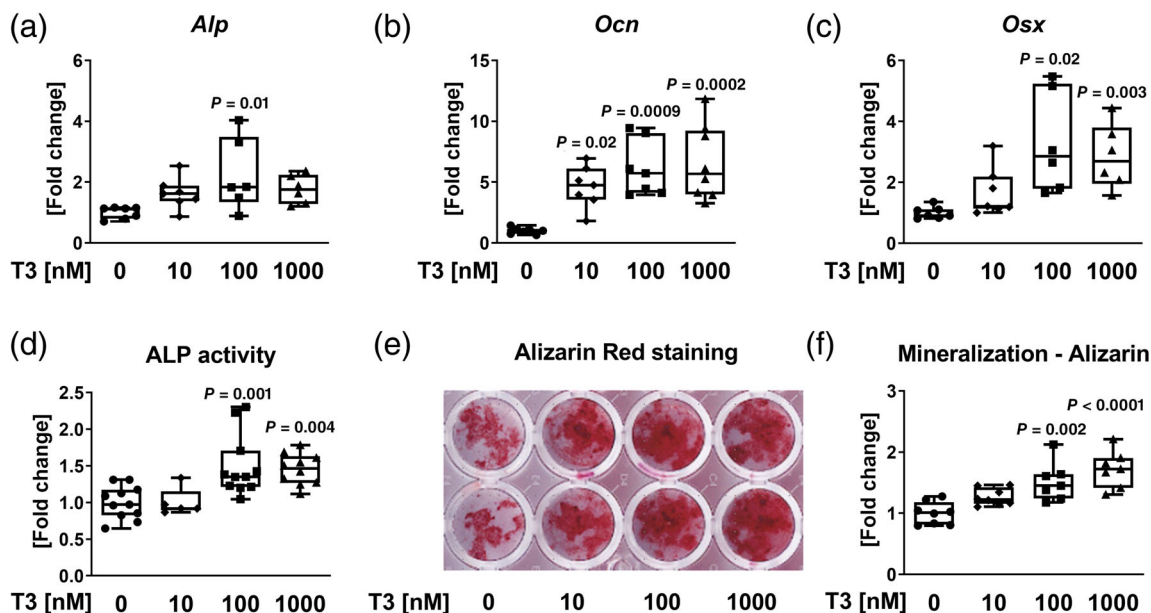 (a) Alp
[Fold change]
6
4
2
0
P = 0.01
T3 [nM] 0 10 100 1000
(b) Ocn
[Fold change]
15
10
5
0
P = 0.02
P = 0.0009
P = 0.0002
T3 [nM] 0 10 100 1000
(c) Osx
[Fold change]
6
4
2
0
P = 0.02
P = 0.003
T3 [nM] 0 10 100 1000
(d) ALP activity
[Fold change]
2.5
2.0
1.5
1.0
0.5
0.0
P = 0.001
P = 0.004
T3 [nM] 0 10 100 1000
(e) Alizarin Red staining
T3 [nM] 0 10 100 1000
(f) Mineralization - Alizarin
[Fold change]
3
2
1
0
P = 0.002
P < 0.0001
T3 [nM] 0 10 100 1000